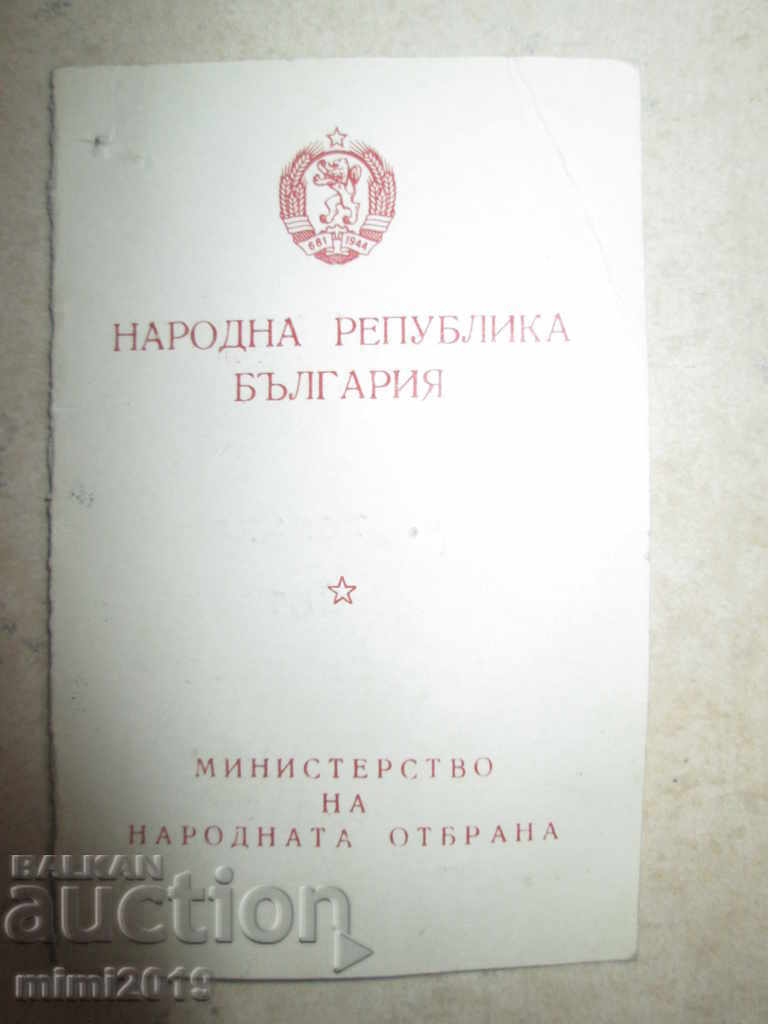 681 1944
НАРОДНА РЕПУБЛИКА
БЪЛГАРИЯ
МИНИСТЕРСТВО
НА
НАРОДНАТА ОТБРАНА
BALKAN
auction
mimi2019